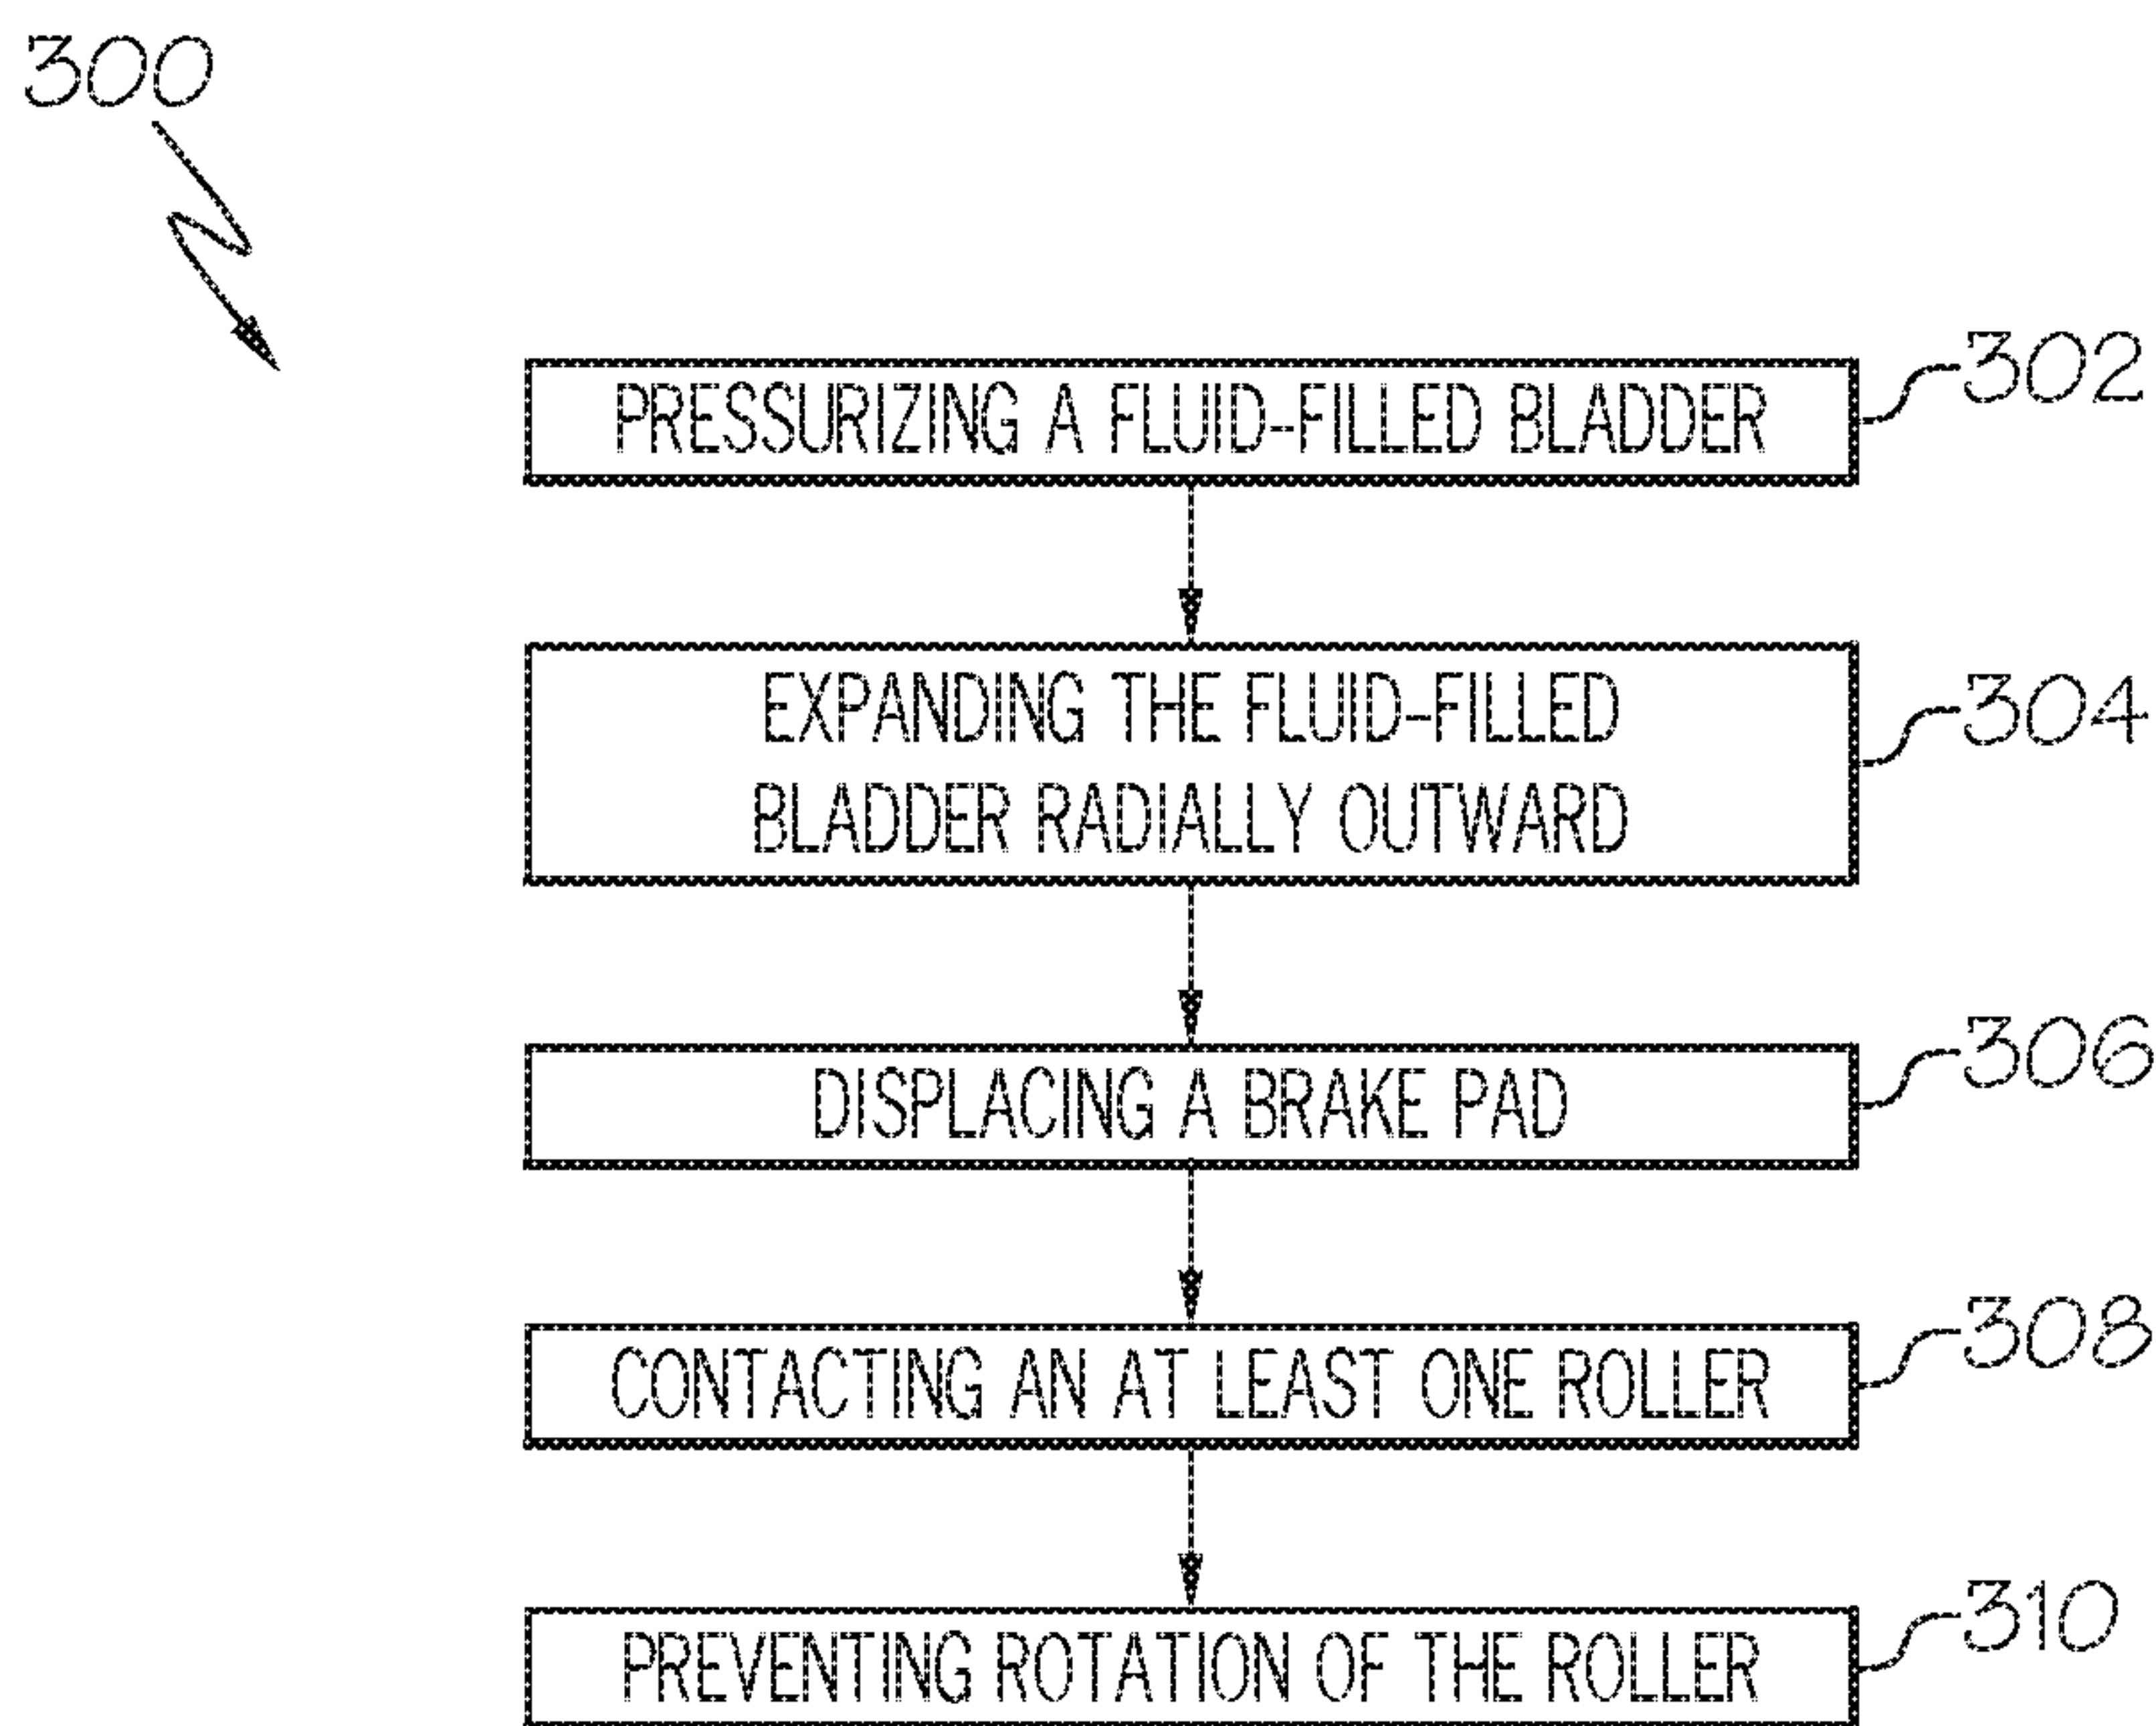 300
PRESSURIZING A FLUID-FILLED BLADDER
302
EXPANDING THE FLUID-FILLED
BLADDER RADIALLY OUTWARD
304
DISPLACING A BRAKE PAD
306
CONTACTING AN AT LEAST ONE ROLLER
308
PREVENTING ROTATION OF THE ROLLER
310